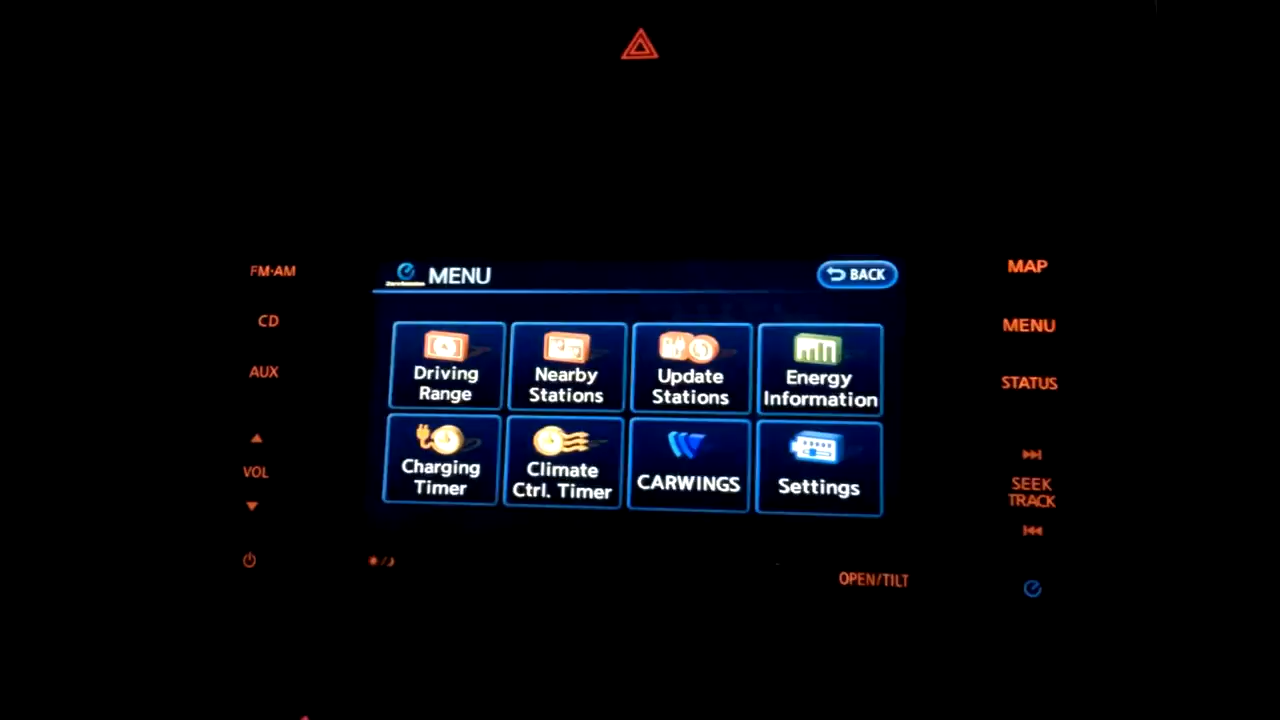 FM·AM
CD
AUX
VOL
MENU
BACK
Driving
Range
Nearby
Stations
Update
Stations
Energy
Information
Charging
Timer
Climate
Ctrl. Timer
CARWINGS
Settings
MAP
MENU
STATUS
SEEK
TRACK
OPEN/TILT